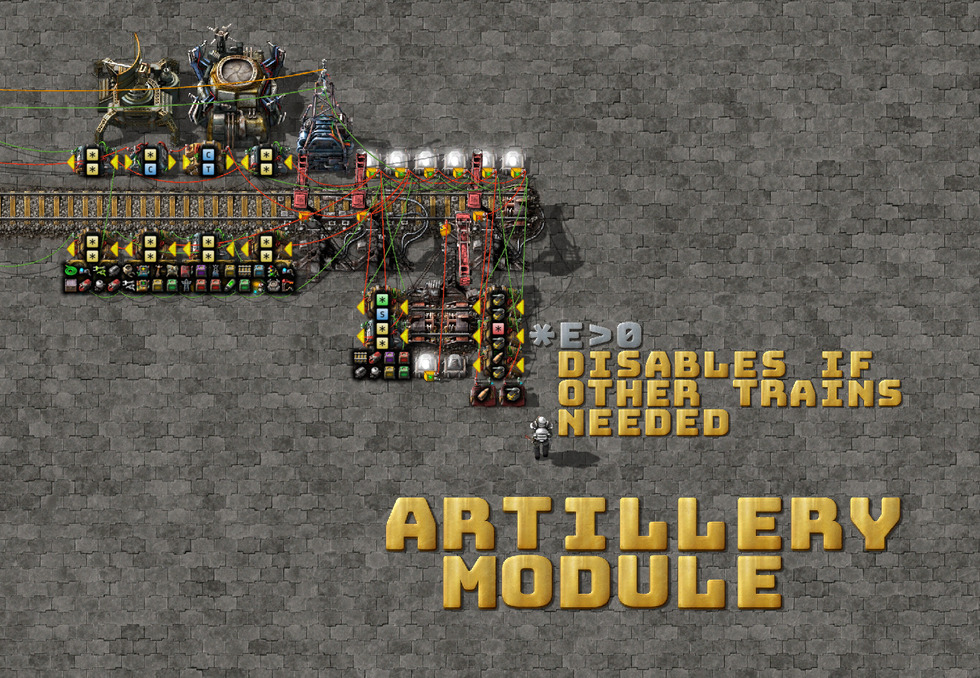 * *
* C
C T
* *
* *
* *
* *
* *
*
S
*
*
*
*E>0
DISABLES IF
OTHER TRAINS
NEEDED
ARTILLERY
MODULE